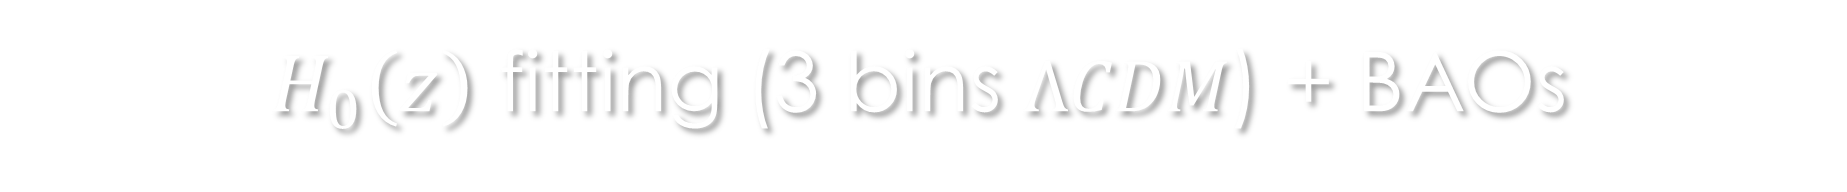 H₀(z) fitting (3 bins ΛCDM) + BAOs